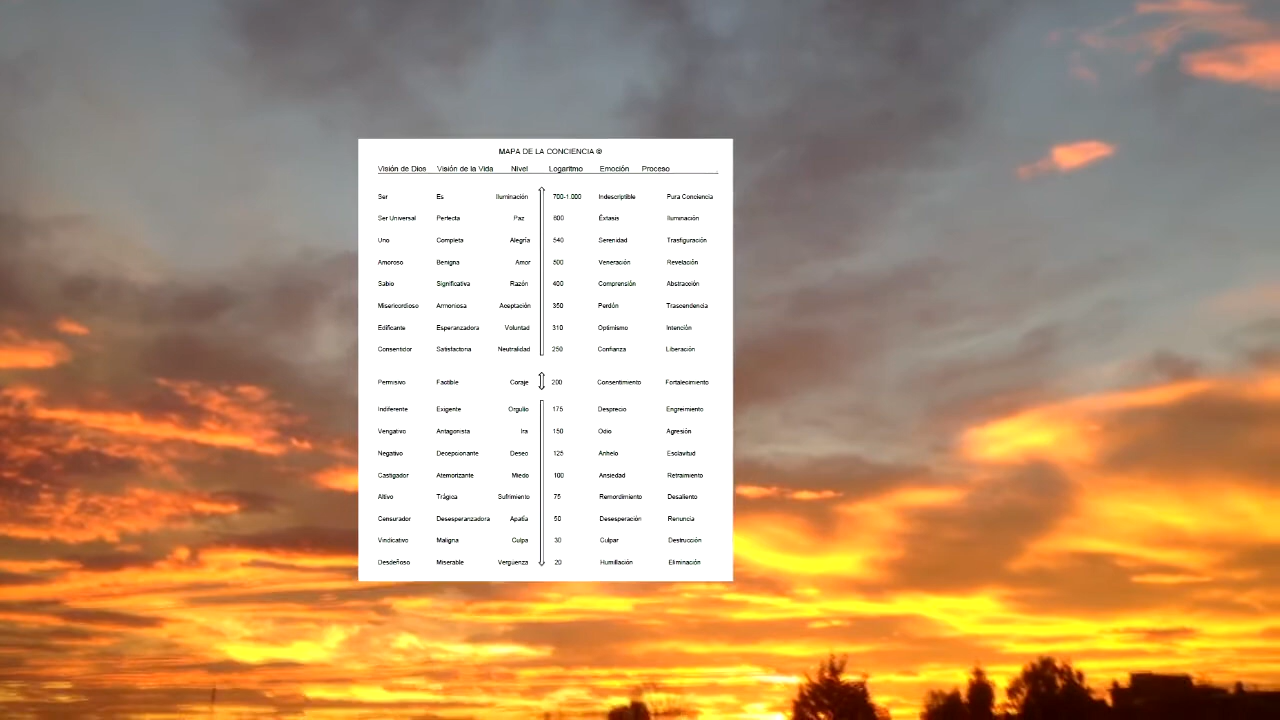 MAPA DE LA CONCIENCIA ©
Visión de Dios Visión de la Vida Nivel Logaritmo Emoción Proceso
Ser Es Iluminación 700-1.000 Indescriptible Pura Conciencia
Ser Universal Perfecta Paz 600 Éxtasis Iluminación
Uno Completa Alegría 540 Serenidad Trasfiguración
Amoroso Benigna Amor 500 Veneración Revelación
Sabio Significativa Razón 400 Comprensión Abstracción
Misericordioso Armoniosa Aceptación 350 Perdón Trascendencia
Edificante Esperanzadora Voluntad 310 Optimismo Intención
Consentidor Satisfactoria Neutralidad 250 Confianza Liberación
Permisivo Factible Coraje 200 Consentimiento Fortalecimiento
Indiferente Exigente Orgullo 175 Desprecio Engreimiento
Vengativo Antagonista Ira 150 Odio Agresión
Negativo Decepcionante Deseo 125 Anhelo Esclavitud
Castigador Atemorizante Miedo 100 Ansiedad Retraimiento
Altivo Trágica Sufrimiento 75 Remordimiento Desaliento
Censurador Desesperanzadora Apatía 50 Desesperación Renuncia
Vindicativo Maligna Culpa 30 Culpar Destrucción
Desdeñoso Miserable Verguenza 20 Humillación Eliminación